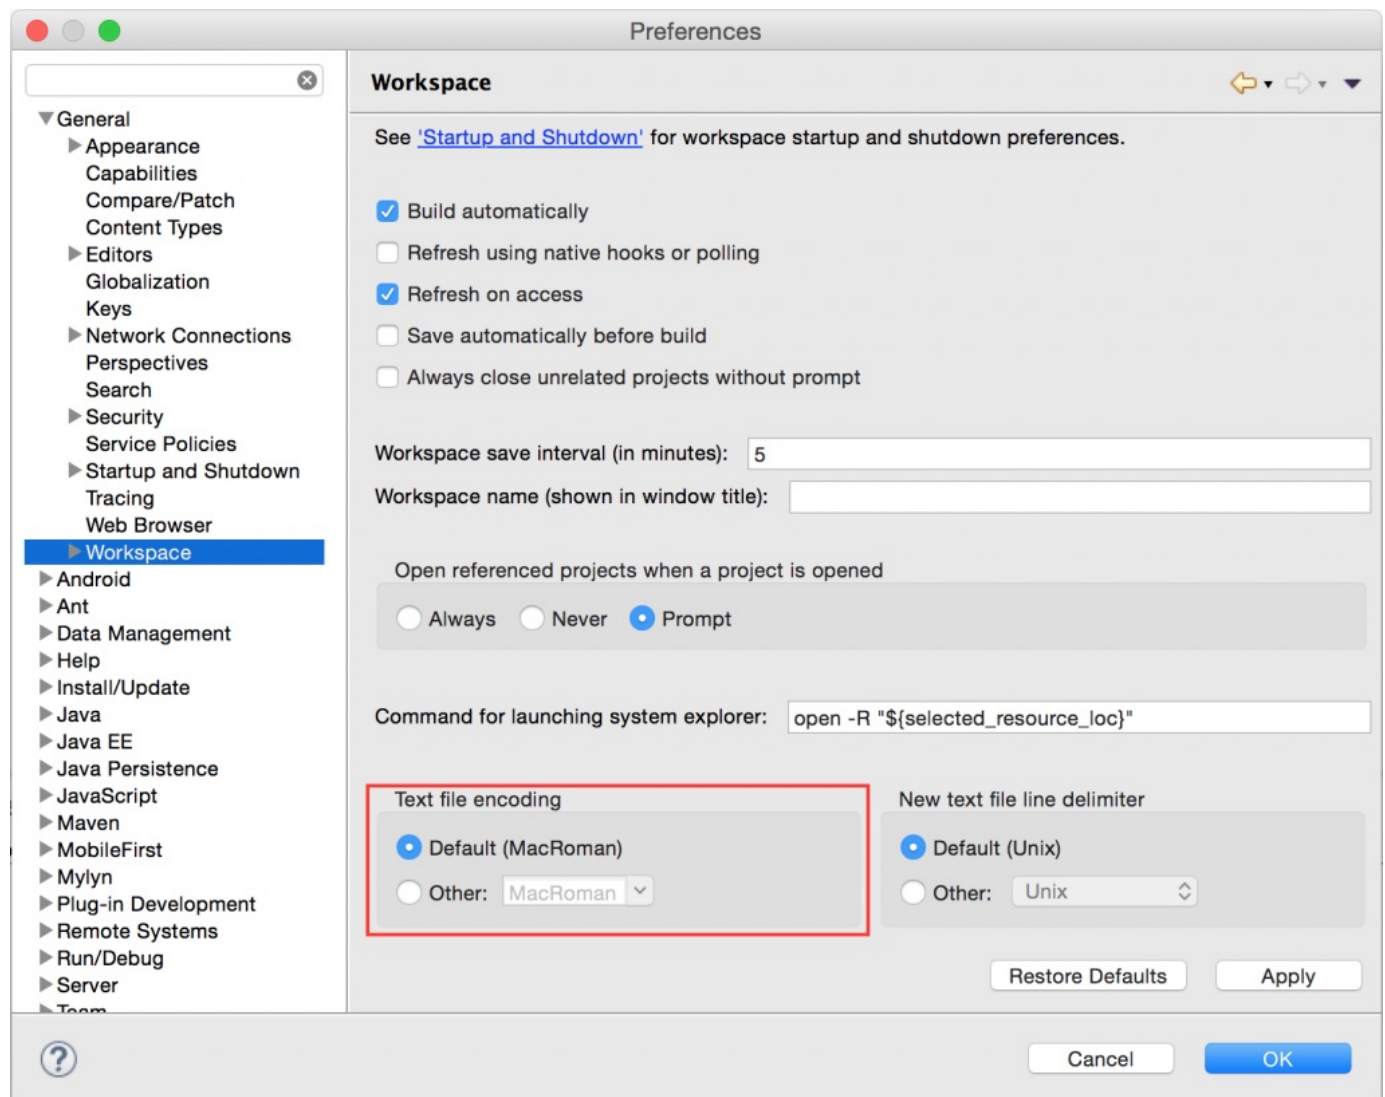 Preferences
Workspace
General
Appearance
Capabilities
Compare/Patch
Content Types
Editors
Globalization
Keys
Network Connections
Perspectives
Search
Security
Service Policies
Startup and Shutdown
Tracing
Web Browser
Workspace
Android
Ant
Data Management
Help
Install/Update
Java
Java EE
Java Persistence
JavaScript
Maven
MobileFirst
Mylyn
Plug-in Development
Remote Systems
Run/Debug
Server
Team
See 'Startup and Shutdown' for workspace startup and shutdown preferences.
Build automatically
Refresh using native hooks or polling
Refresh on access
Save automatically before build
Always close unrelated projects without prompt
Workspace save interval (in minutes): 5
Workspace name (shown in window title):
Open referenced projects when a project is opened
Always Never Prompt
Command for launching system explorer: open -R "${selected_resource_loc}"
Text file encoding
Default (MacRoman)
Other: MacRoman
New text file line delimiter
Default (Unix)
Other: Unix
Restore Defaults Apply
? Cancel OK